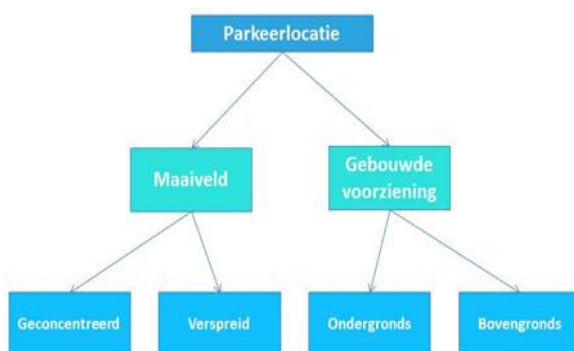 Parkeerlocatie
Maaiveld
Gebouwde
voorziening
Geconcentreerd
Verspreid
Ondergronds
Bovengronds